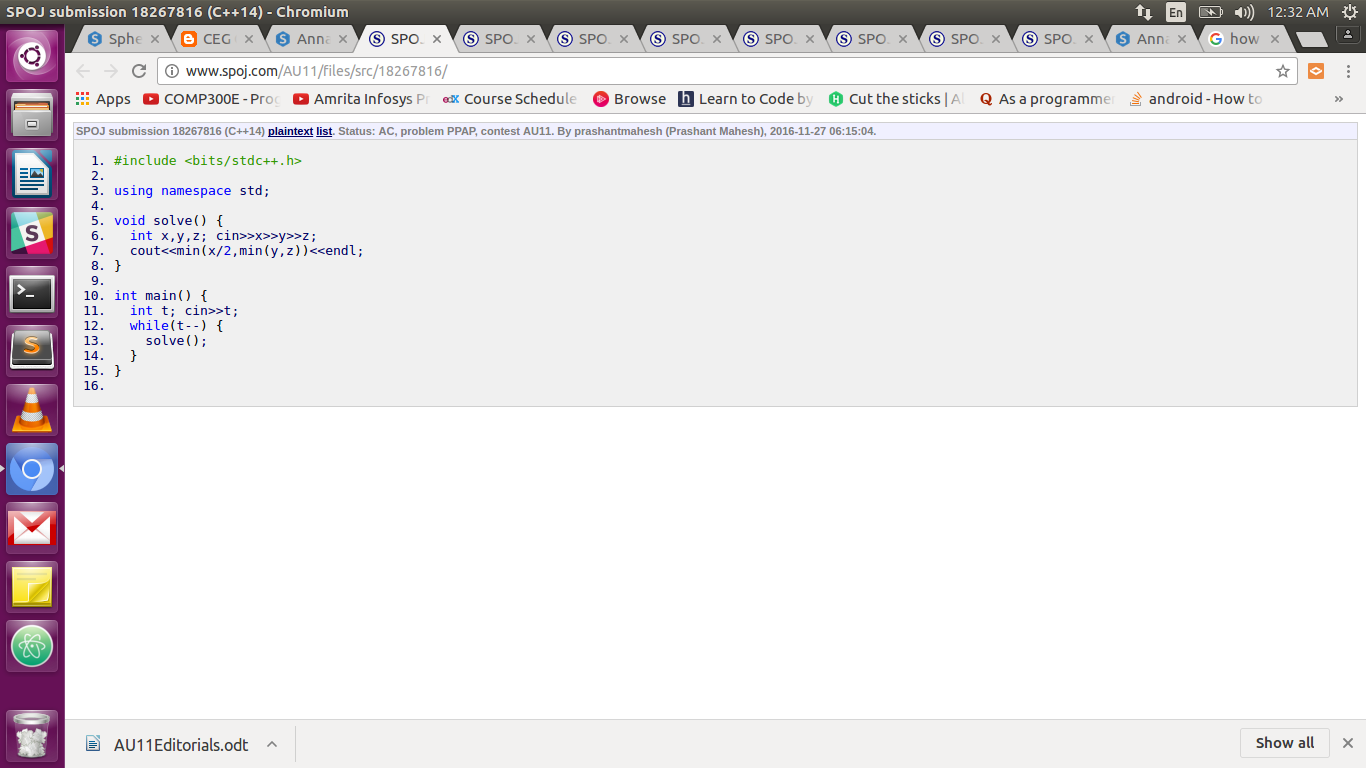 SPOJ submission 18267816 (C++14) - Chromium
En
12:32 AM
Sphe
CEG
Anna
SPO.
SPO.
SPO.
SPO.
SPO.
SPO.
SPO.
SPO.
Anna
how
www.spoj.com/AU11/files/src/18267816/
Apps
COMP300E - Prog
Amrita Infosys Pr
edX Course Schedule
Browse
h Learn to Code by
Cut the sticks | Al
Q As a programmer
android - How to
»
SPOJ submission 18267816 (C++14) plaintext list. Status: AC, problem PPAP, contest AU11. By prashantmahesh (Prashant Mahesh), 2016-11-27 06:15:04.
1. #include <bits/stdc++.h>
2.
3. using namespace std;
4.
5. void solve() {
6. int x,y,z; cin>>x>>y>>z;
7. cout<<min(x/2,min(y,z))<<endl;
8. }
9.
10. int main() {
11. int t; cin>>t;
12. while(t--) {
13. solve();
14. }
15. }
16.
AU11Editorials.odt
Show all